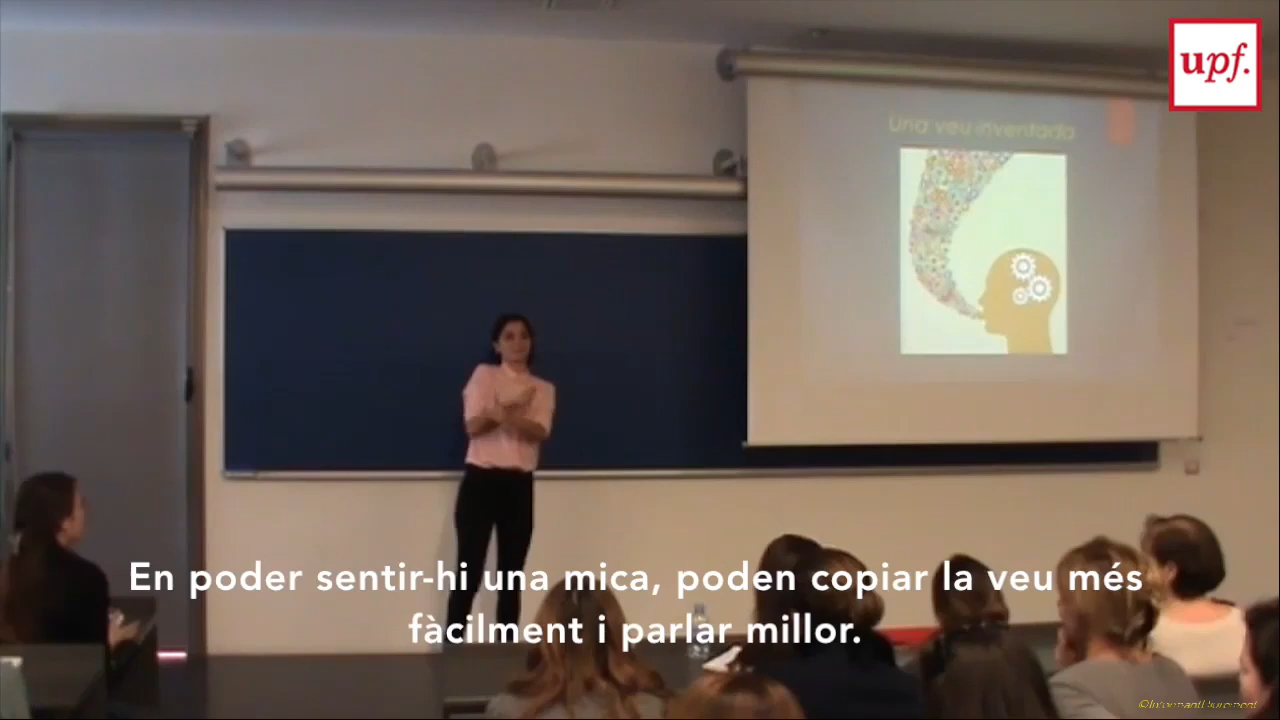 upf.
Una veu inventada
En poder sentir-hi una mica, poden copiar la veu més
fàcilment i parlar millor.